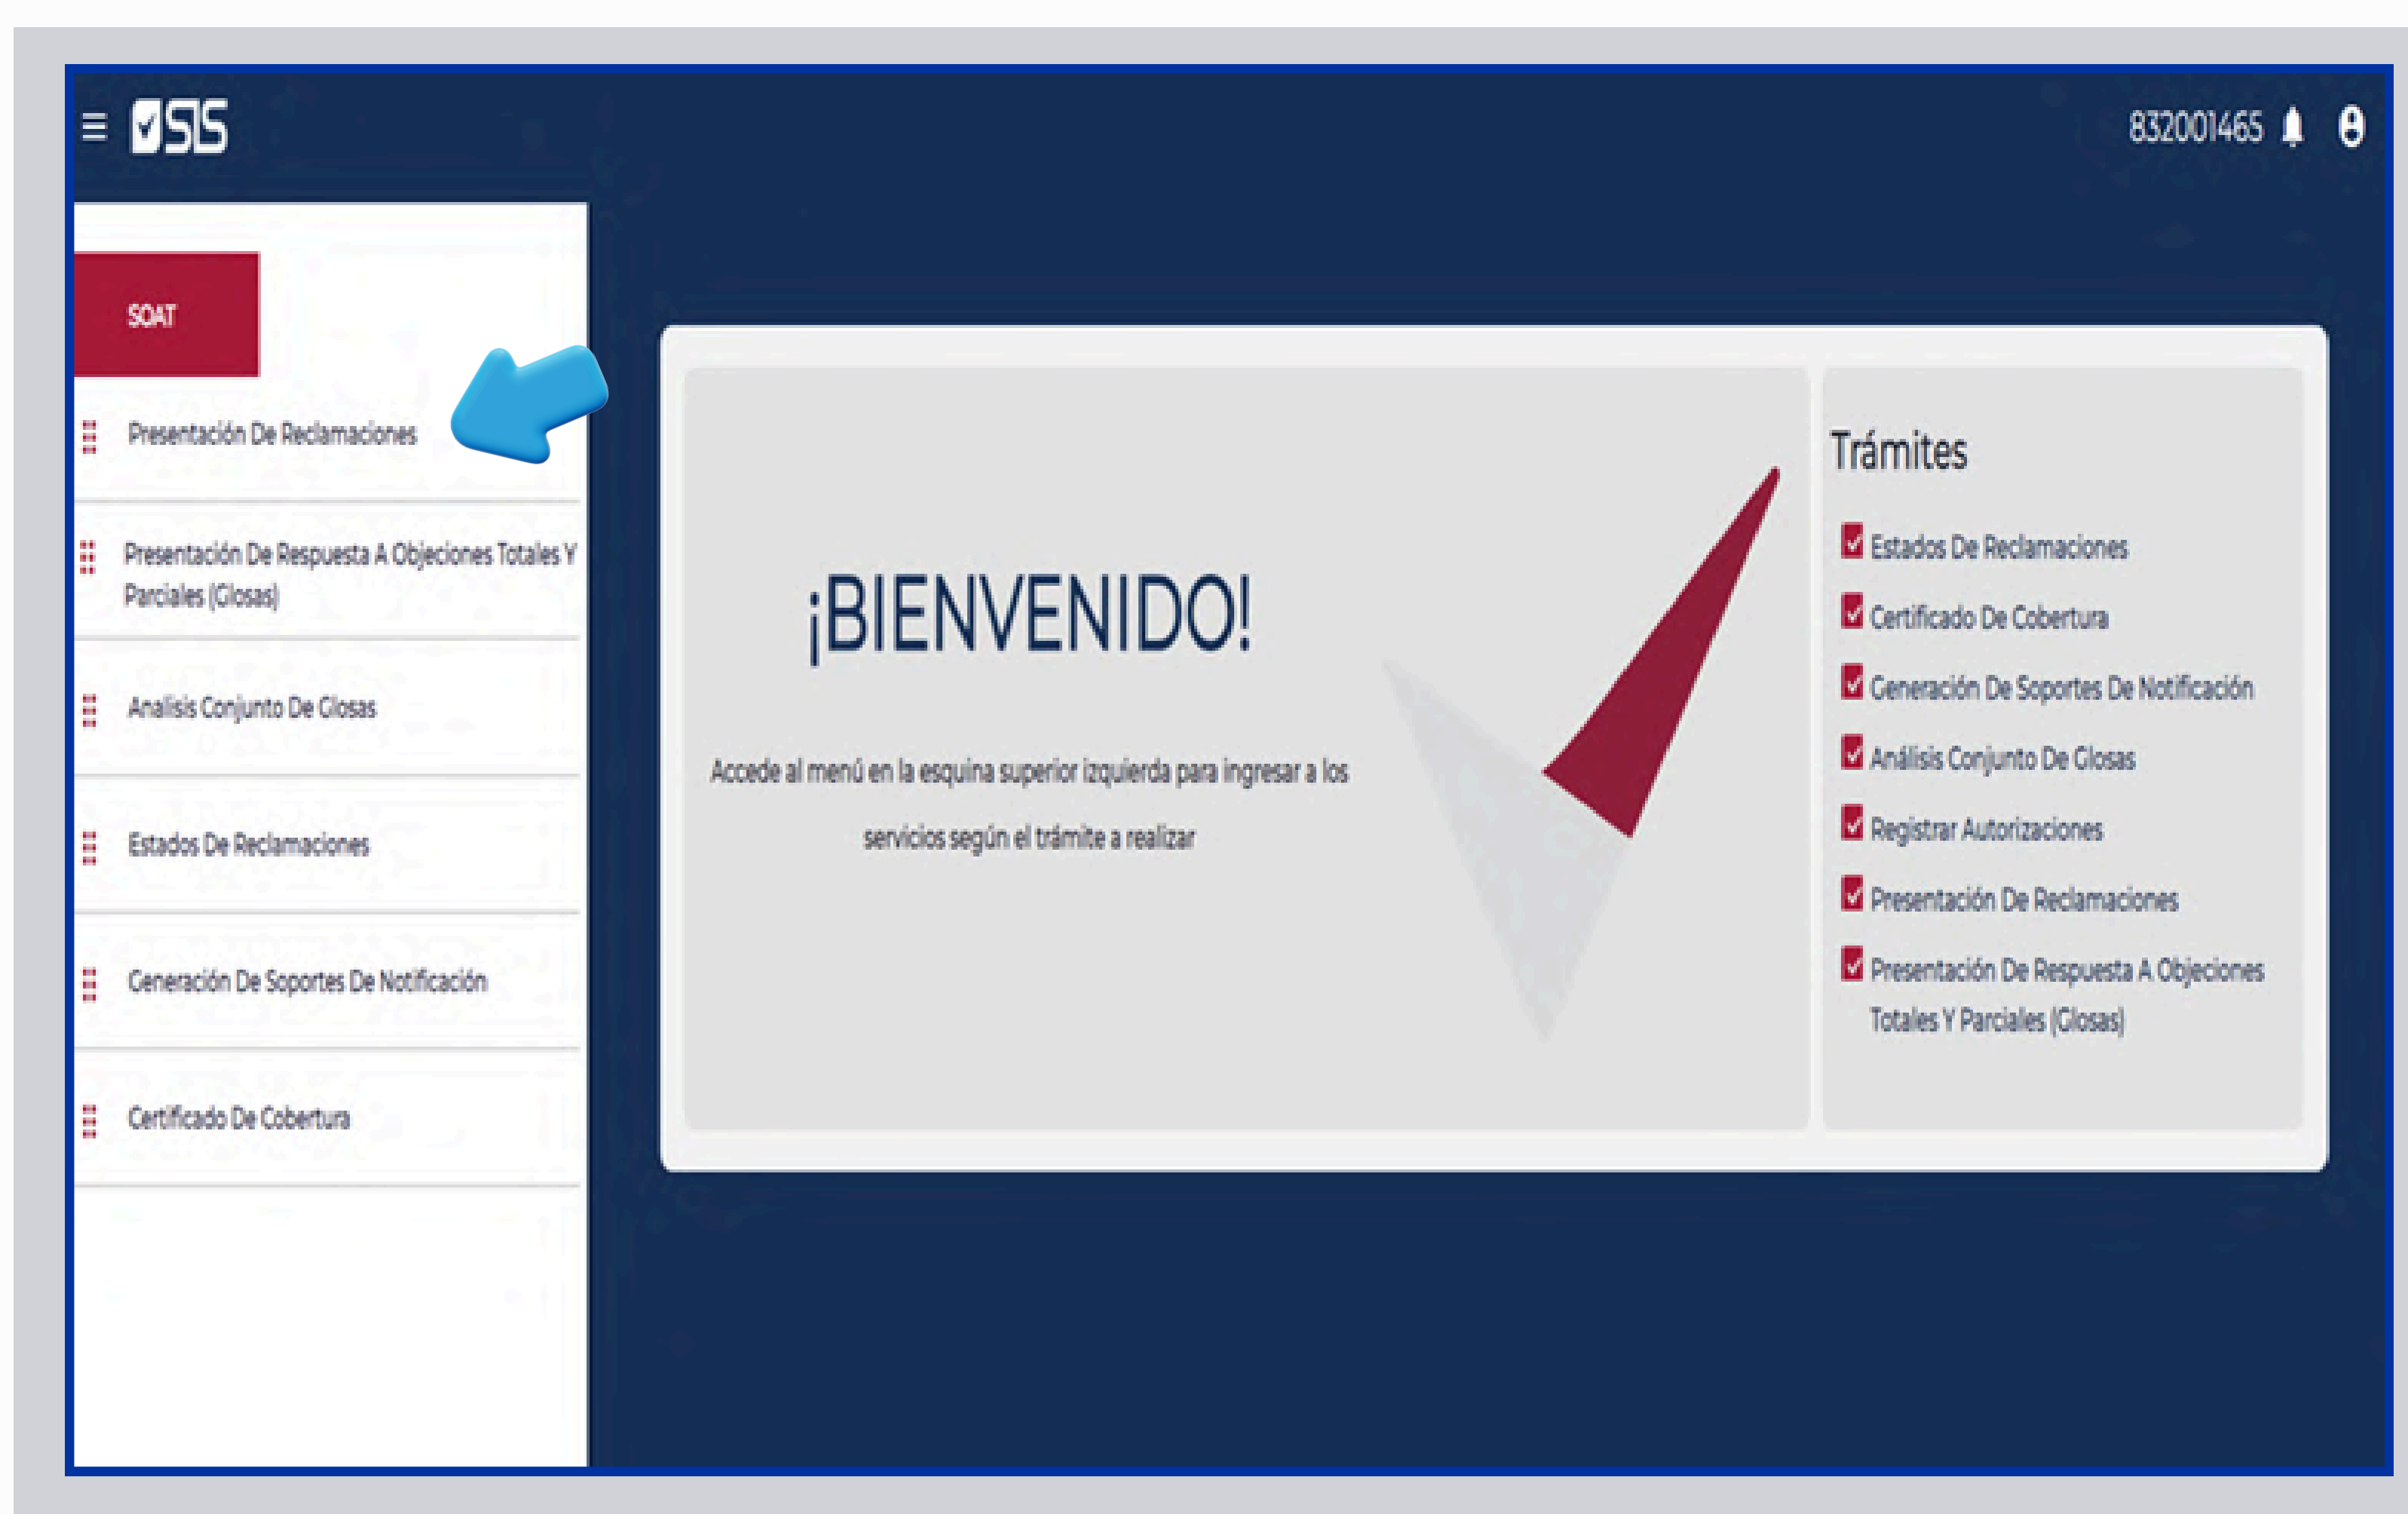 SIS
832001465
SOAT
Presentación De Reclamaciones
Presentación De Respuesta A Objeciones Totales Y
Parciales (Glosas)
Analisis Conjunto De Glosas
Estados De Reclamaciones
Generación De Soportes De Notificación
Certificado De Cobertura
¡BIENVENIDO!
Accede al menú en la esquina superior izquierda para ingresar a los
servicios según el trámite a realizar
Trámites
Estados De Reclamaciones
Certificado De Cobertura
Generación De Soportes De Notificación
Análisis Conjunto De Glosas
Registrar Autorizaciones
Presentación De Reclamaciones
Presentación De Respuesta A Objeciones
Totales Y Parciales (Glosas)